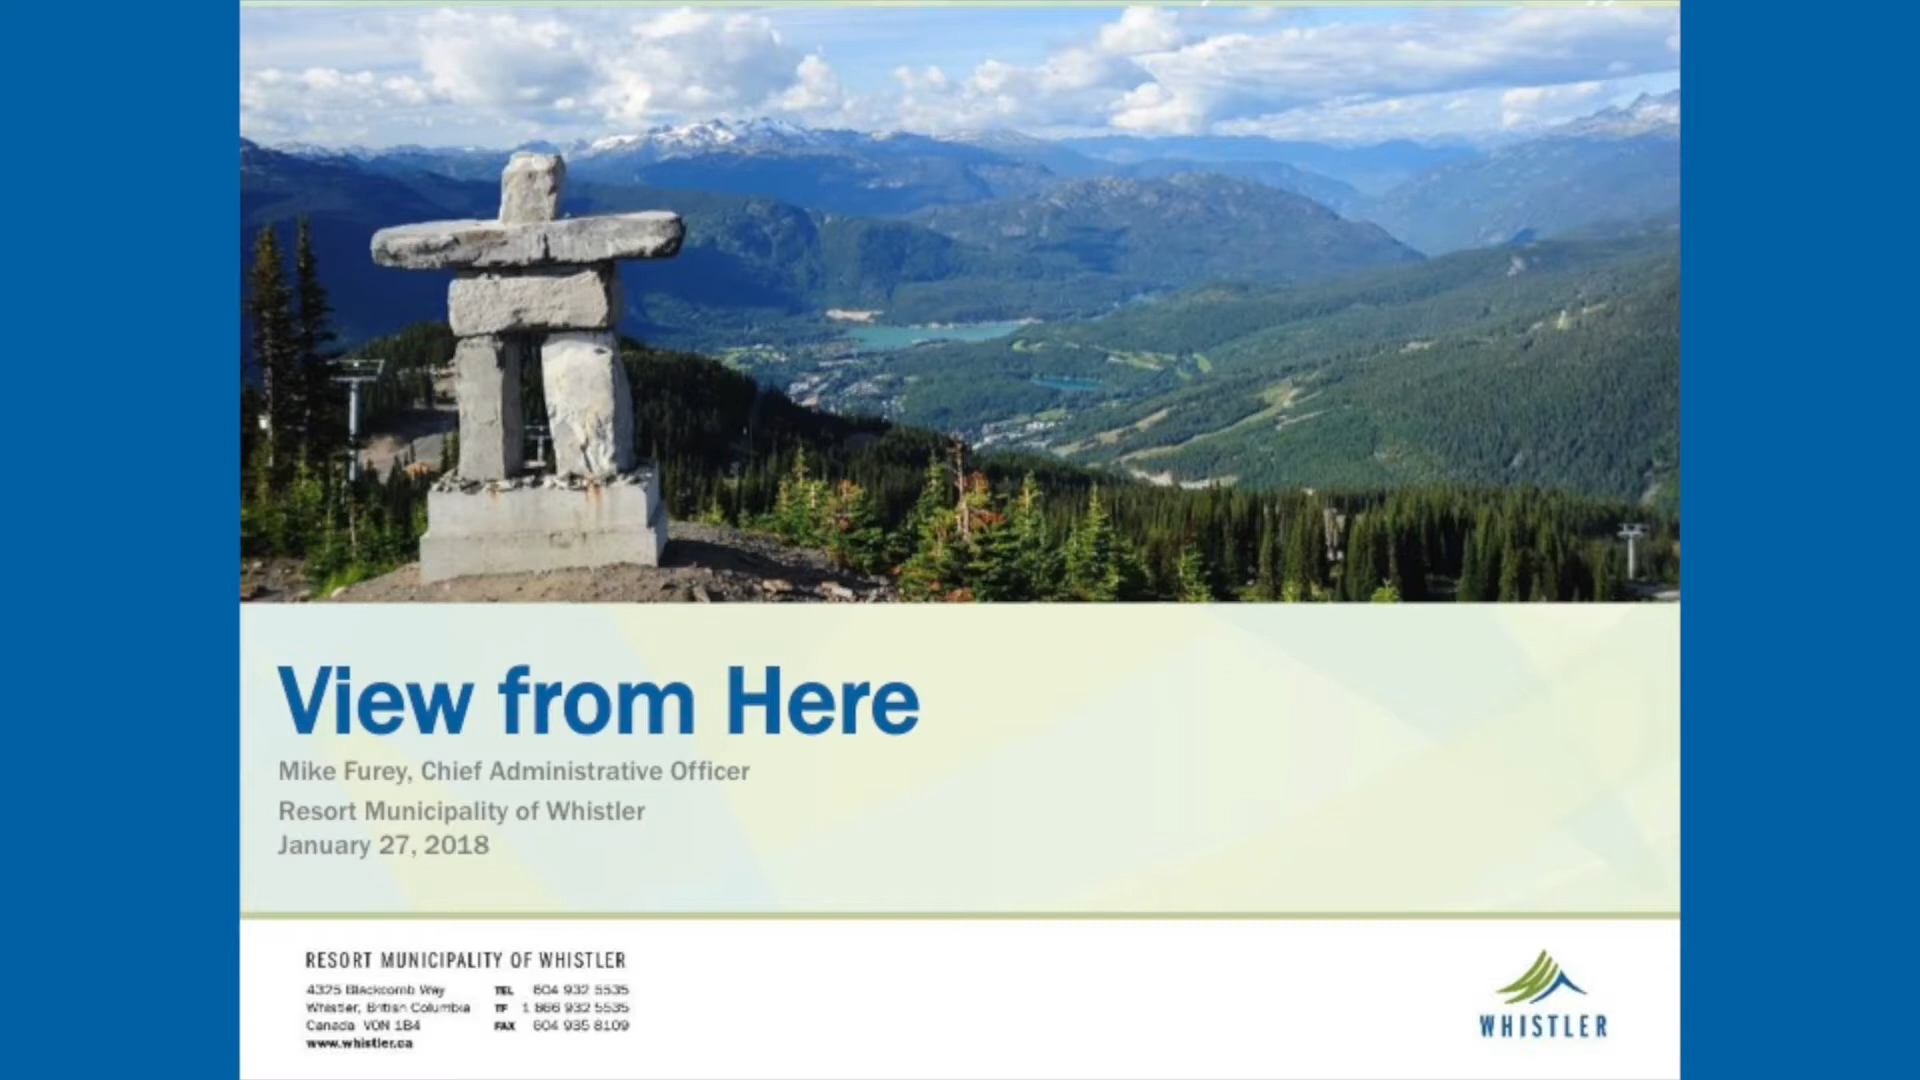 View from Here
Mike Furey, Chief Administrative Officer
Resort Municipality of Whistler
January 27, 2018
RESORT MUNICIPALITY OF WHISTLER
4325 Blackcomb Way TEL 604 932 5535
Whistler, British Columbia TF 1 866 932 5535
Canada V0N 1B4 FAX 604 935 8109
www.whistler.ca
WHISTLER